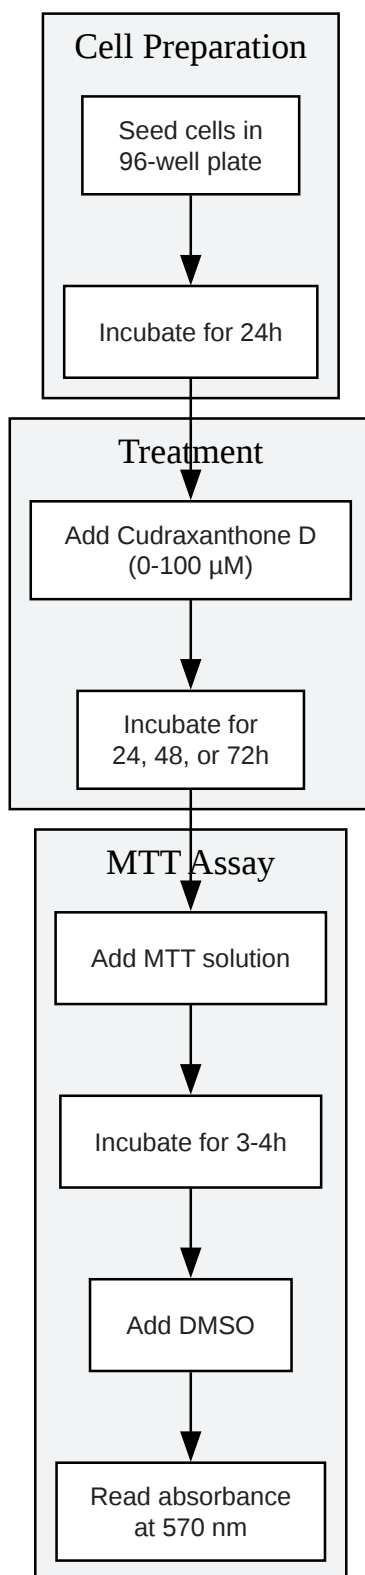 Cell Preparation
Seed cells in
96-well plate
Incubate for 24h
Treatment
Add Cudraxanthone D
(0-100 µM)
Incubate for
24, 48, or 72h
MTT Assay
Add MTT solution
Incubate for 3-4h
Add DMSO
Read absorbance
at 570 nm